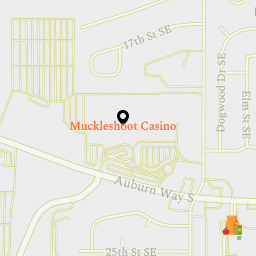 17th St SE
Dogwood Dr SE
Elm St SE
Muckleshoot Casino
Auburn Way S
25th St SE